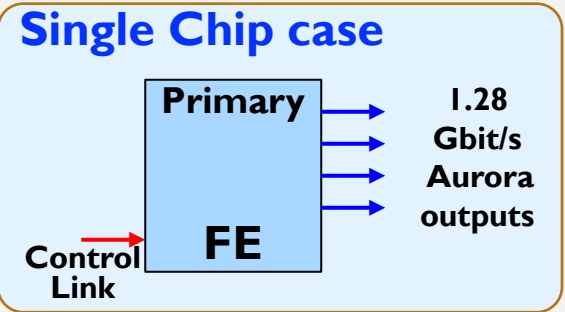 Single Chip case
Primary
1.28
Gbit/s
Aurora
outputs
FE
Control
Link